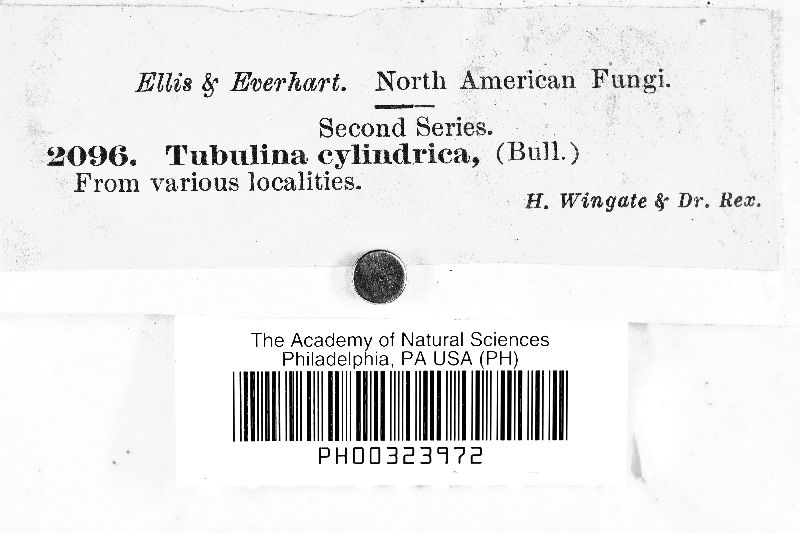 Ellis & Everhart. North American Fungi.
Second Series.
2096. Tubulina cylindrica, (Bull.)
From various localities.
H. Wingate & Dr. Rex.
The Academy of Natural Sciences
Philadelphia, PA USA (PH)
PH00323972